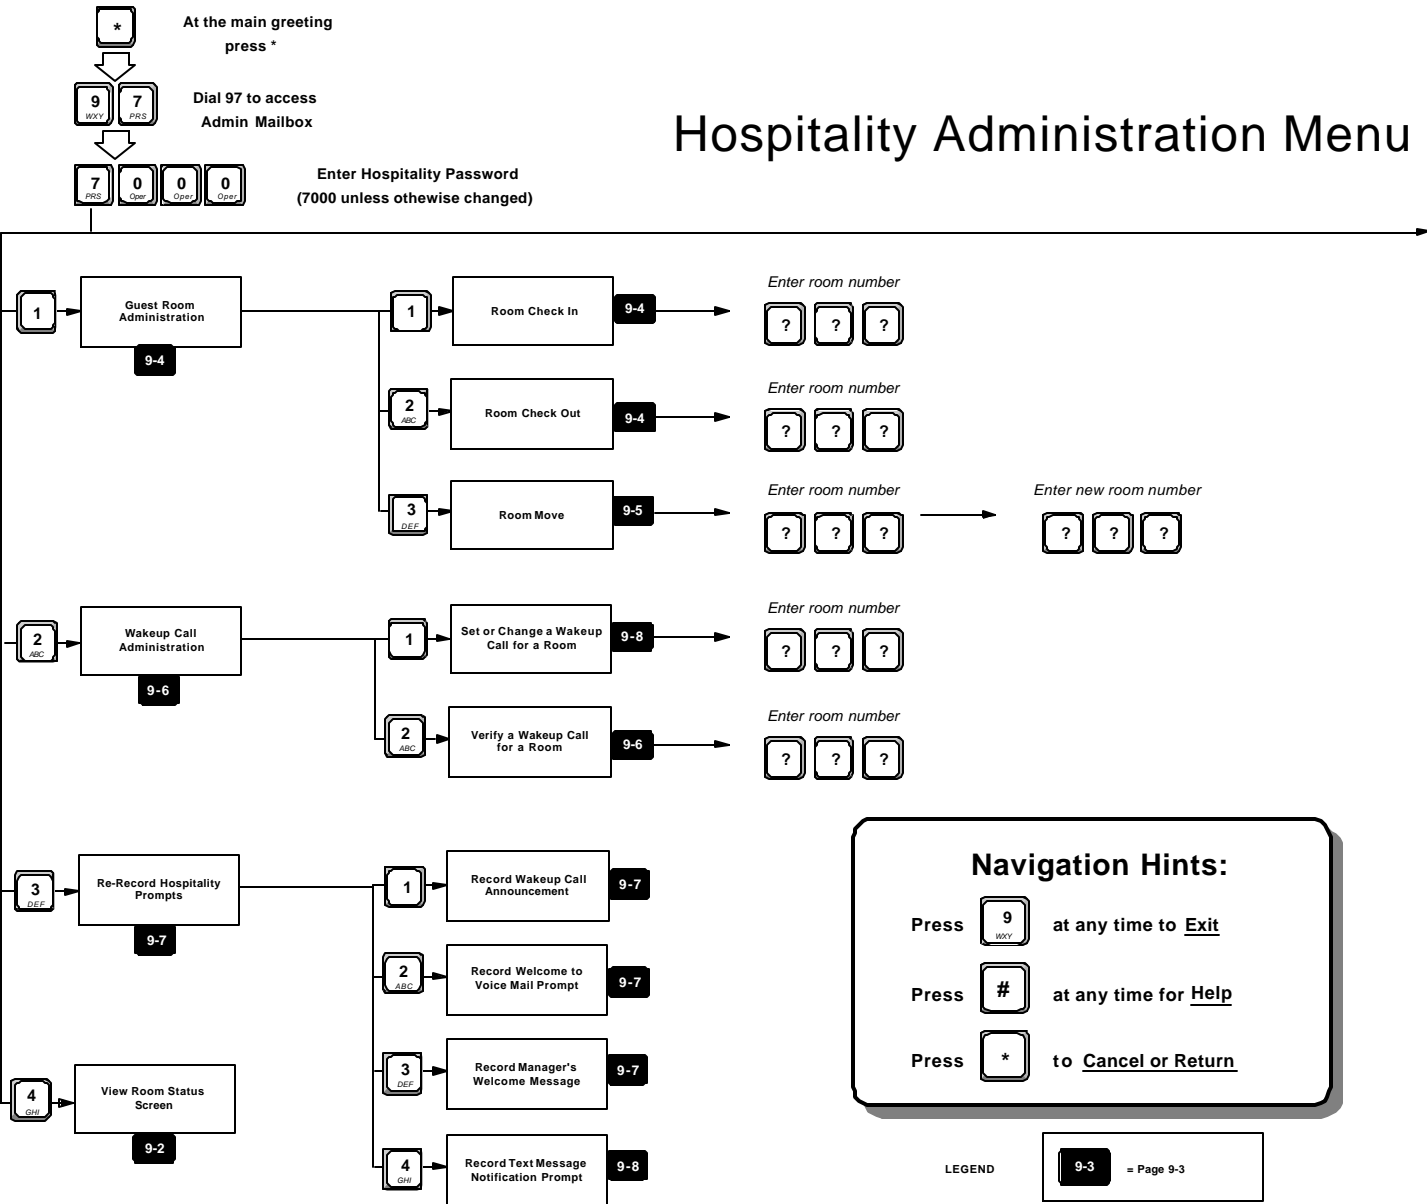 *
At the main greeting
press *
9 7
WXY PRS
Dial 97 to access
Admin Mailbox
Hospitality Administration Menu
7 0 0 0
PRS Oper Oper Oper
Enter Hospitality Password
(7000 unless othewise changed)
1
Guest Room
Administration
9-4
1
Room Check In
9-4
Enter room number
? ? ?
2
ABC
Room Check Out
9-4
Enter room number
? ? ?
3
DEF
Room Move
9-5
Enter room number
? ? ?
Enter new room number
? ? ?
2
ABC
Wakeup Call
Administration
9-6
1
Set or Change a Wakeup
Call for a Room
9-8
Enter room number
? ? ?
2
ABC
Verify a Wakeup Call
for a Room
9-6
Enter room number
? ? ?
3
DEF
Re-Record Hospitality
Prompts
9-7
1
Record Wakeup Call
Announcement
9-7
2
ABC
Record Welcome to
Voice Mail Prompt
9-7
3
DEF
Record Manager's
Welcome Message
9-7
4
GHI
Record Text Message
Notification Prompt
9-8
4
GHI
View Room Status
Screen
9-2
Navigation Hints:
Press 9 at any time to Exit
WXY
Press # at any time for Help
Press * to Cancel or Return
LEGEND
9-3 = Page 9-3